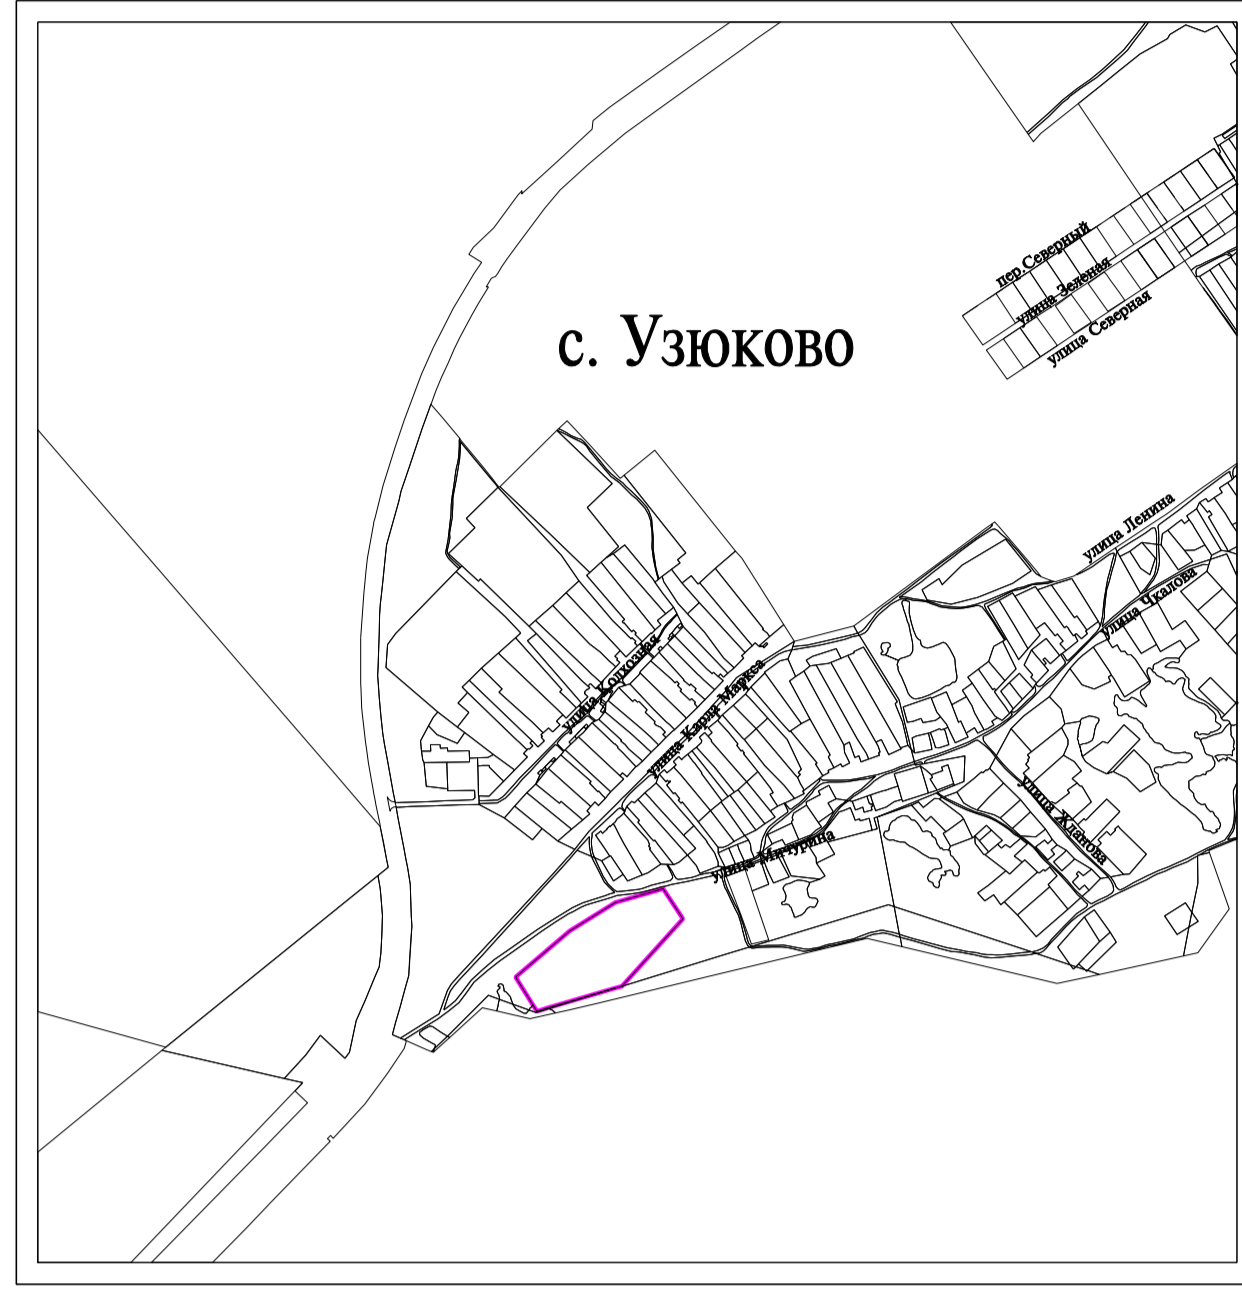 пер.Северный
улица Зеленая
улица Северная
с. Узюково
улица Ленина
улица Чкалова
улица Колхозная
улица Карла Маркса
улица Жданова
улица Мичурина